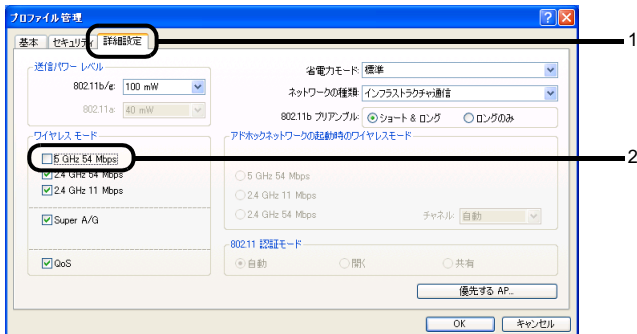 プロファイル管理
基本 セキュリティ 詳細設定
1
送信パワー レベル
802.11b/g: 100 mW
802.11a: 40 mW
省電力モード: 標準
ネットワークの種類: インフラストラクチャ通信
802.11b プリアンブル: ショート & ロング ロングのみ
ワイヤレス モード
5 GHz 54 Mbps
2
2.4 GHz 54 Mbps
2.4 GHz 11 Mbps
Super A/G
QoS
アドホックネットワークの起動時のワイヤレスモード
5 GHz 54 Mbps
2.4 GHz 11 Mbps
2.4 GHz 54 Mbps
チャネル: 自動
802.11 認証モード
自動 開く 共有
優先する AP...
OK キャンセル